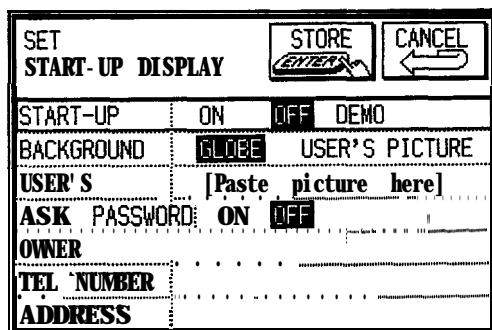 SET
START-UP DISPLAY
STORE
ENTER
CANCEL
START-UP ON OFF DEMO
BACKGROUND GLOBE USER'S PICTURE
USER'S [Paste picture here]
ASK PASSWORD ON OFF
OWNER
TEL NUMBER
ADDRESS